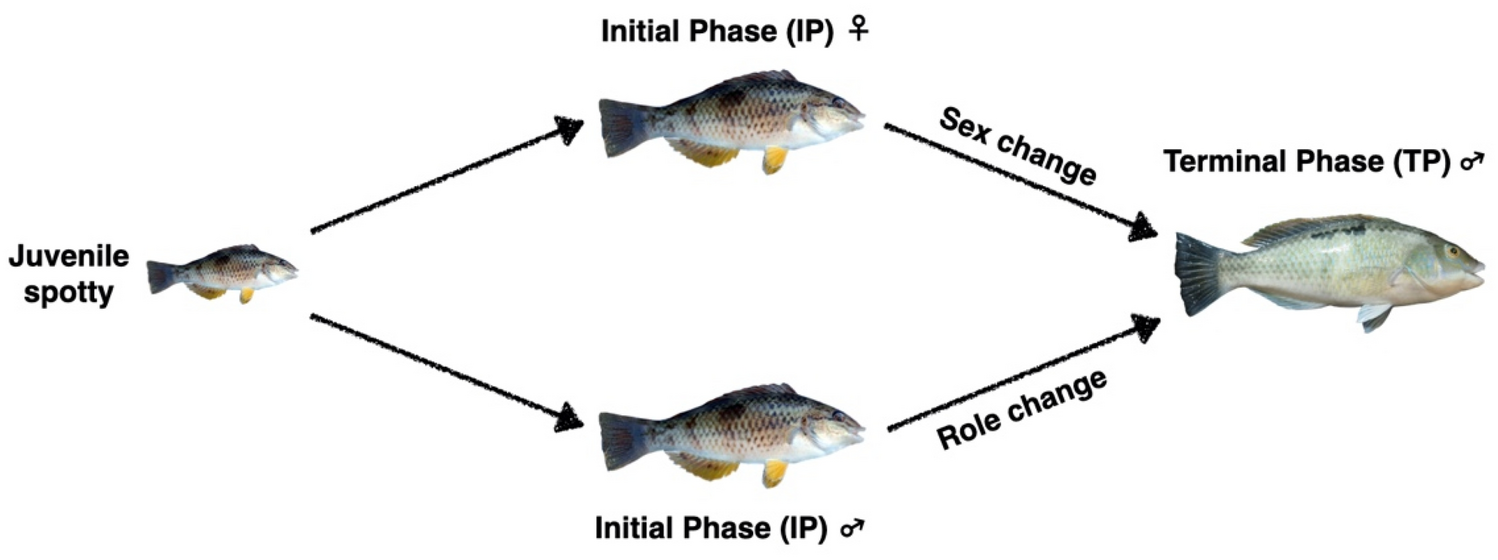 Initial Phase (IP) ♀
Sex change
Terminal Phase (TP) ♂
Juvenile
spotty
Role change
Initial Phase (IP) ♂